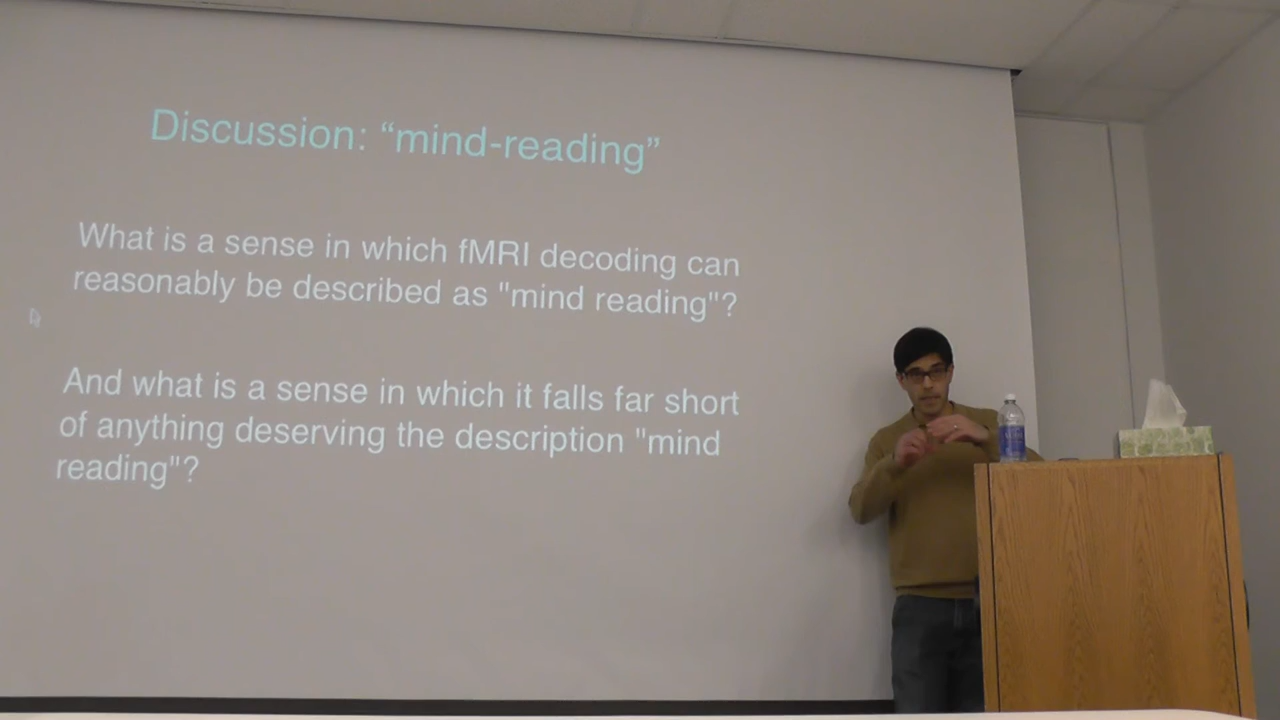 Discussion: “mind-reading”
What is a sense in which fMRI decoding can
reasonably be described as "mind reading"?
And what is a sense in which it falls far short
of anything deserving the description "mind
reading"?